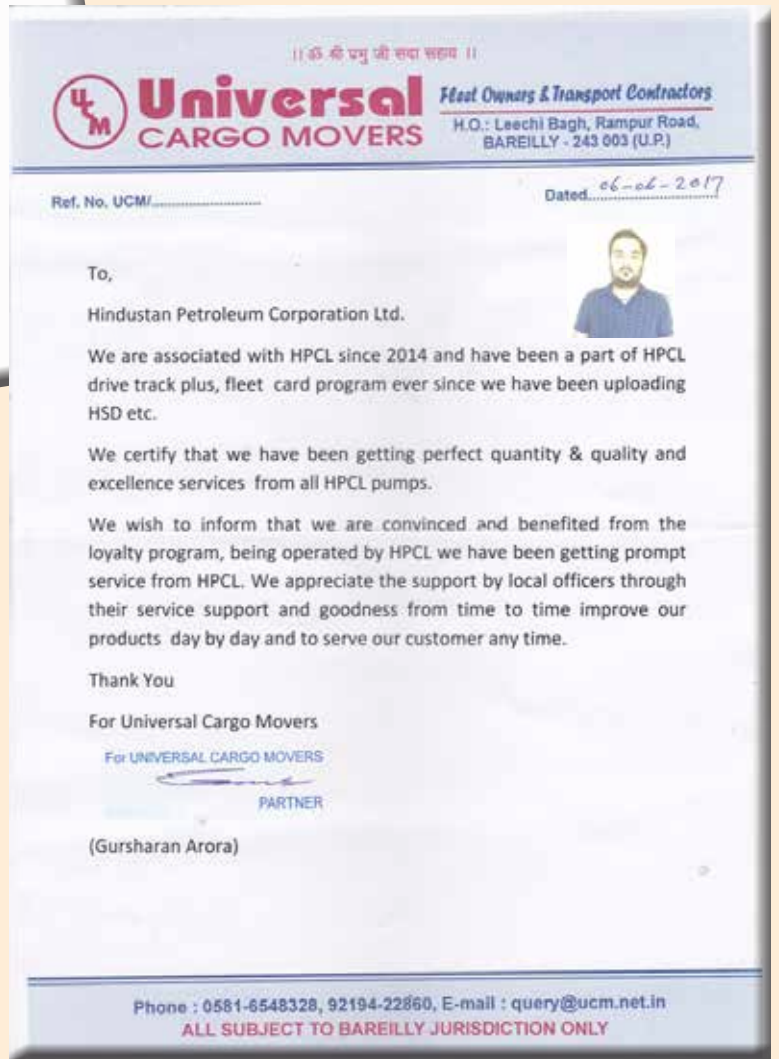 ।। ॐ श्री प्रभु जी सदा सहाय ।।
UCM
Universal
CARGO MOVERS
Fleet Owners & Transport Contractors
H.O.: Leechi Bagh, Rampur Road,
BAREILLY - 243 003 (U.P.)
Ref. No. UCM/..........................
Dated 06-06-2017
To,
Hindustan Petroleum Corporation Ltd.
We are associated with HPCL since 2014 and have been a part of HPCL
drive track plus, fleet card program ever since we have been uploading
HSD etc.
We certify that we have been getting perfect quantity & quality and
excellence services from all HPCL pumps.
We wish to inform that we are convinced and benefited from the
loyalty program, being operated by HPCL we have been getting prompt
service from HPCL. We appreciate the support by local officers through
their service support and goodness from time to time improve our
products day by day and to serve our customer any time.
Thank You
For Universal Cargo Movers
For UNIVERSAL CARGO MOVERS
PARTNER
(Gursharan Arora)
Phone : 0581-6548328, 92194-22860, E-mail : query@ucm.net.in
ALL SUBJECT TO BAREILLY JURISDICTION ONLY